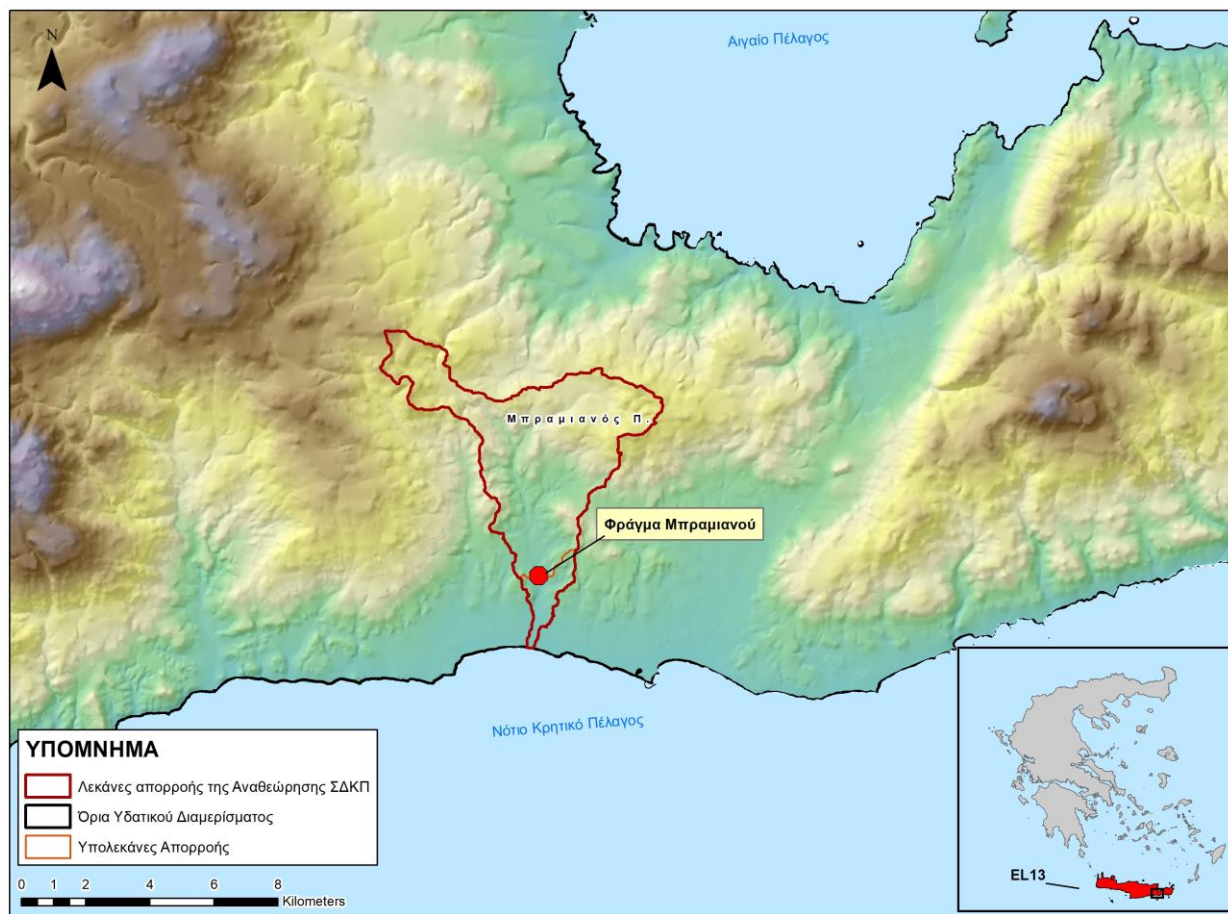 N
Αιγαίο Πέλαγος
Μπραμιανός Π.
Φράγμα Μπραμιανού
Νότιο Κρητικό Πέλαγος
ΥΠΟΜΝΗΜΑ
Λεκάνες απορροής της Αναθεώρησης ΣΔΚΠ
Όρια Υδατικού Διαμερίσματος
Υπολεκάνες Απορροής
0 1 2 4 6 8
Kilometers
EL13